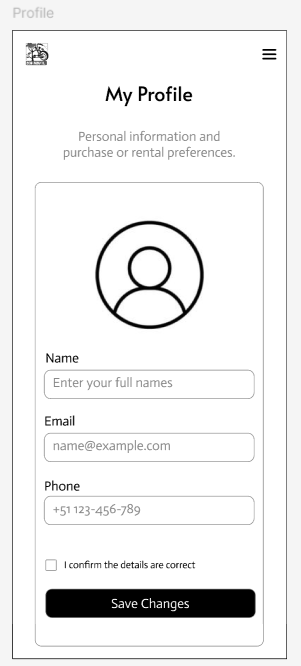 Profile
My Profile
Personal information and
purchase or rental preferences.
Name
Enter your full names
Email
name@example.com
Phone
+51 123-456-789
I confirm the details are correct
Save Changes